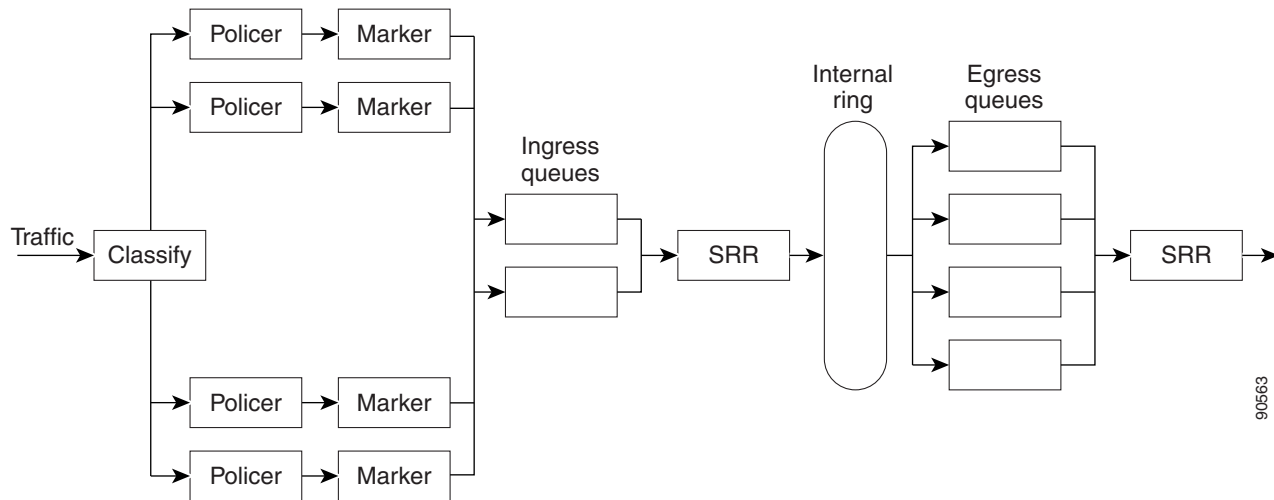 Policer
Marker
Policer
Marker
Internal
ring
Egress
queues
Ingress
queues
Traffic
Classify
SRR
SRR
Policer
Marker
90563
Policer
Marker